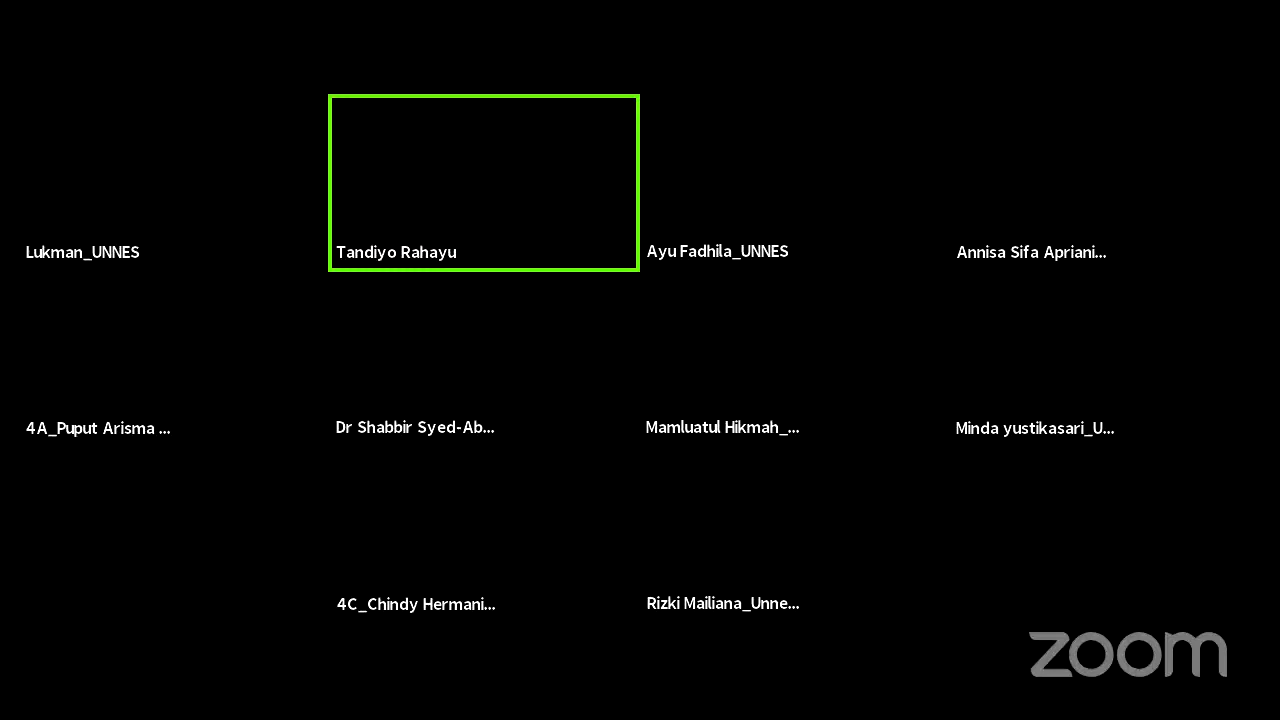 Lukman_UNNES
Tandiyo Rahayu
Ayu Fadhila_UNNES
Annisa Sifa Apriani...
4A_Puput Arisma ...
Dr Shabbir Syed-Ab...
Mamluatul Hikmah_...
Minda yustikasari_U...
4C_Chindy Hermani...
Rizki Mailiana_Unne...
zoom